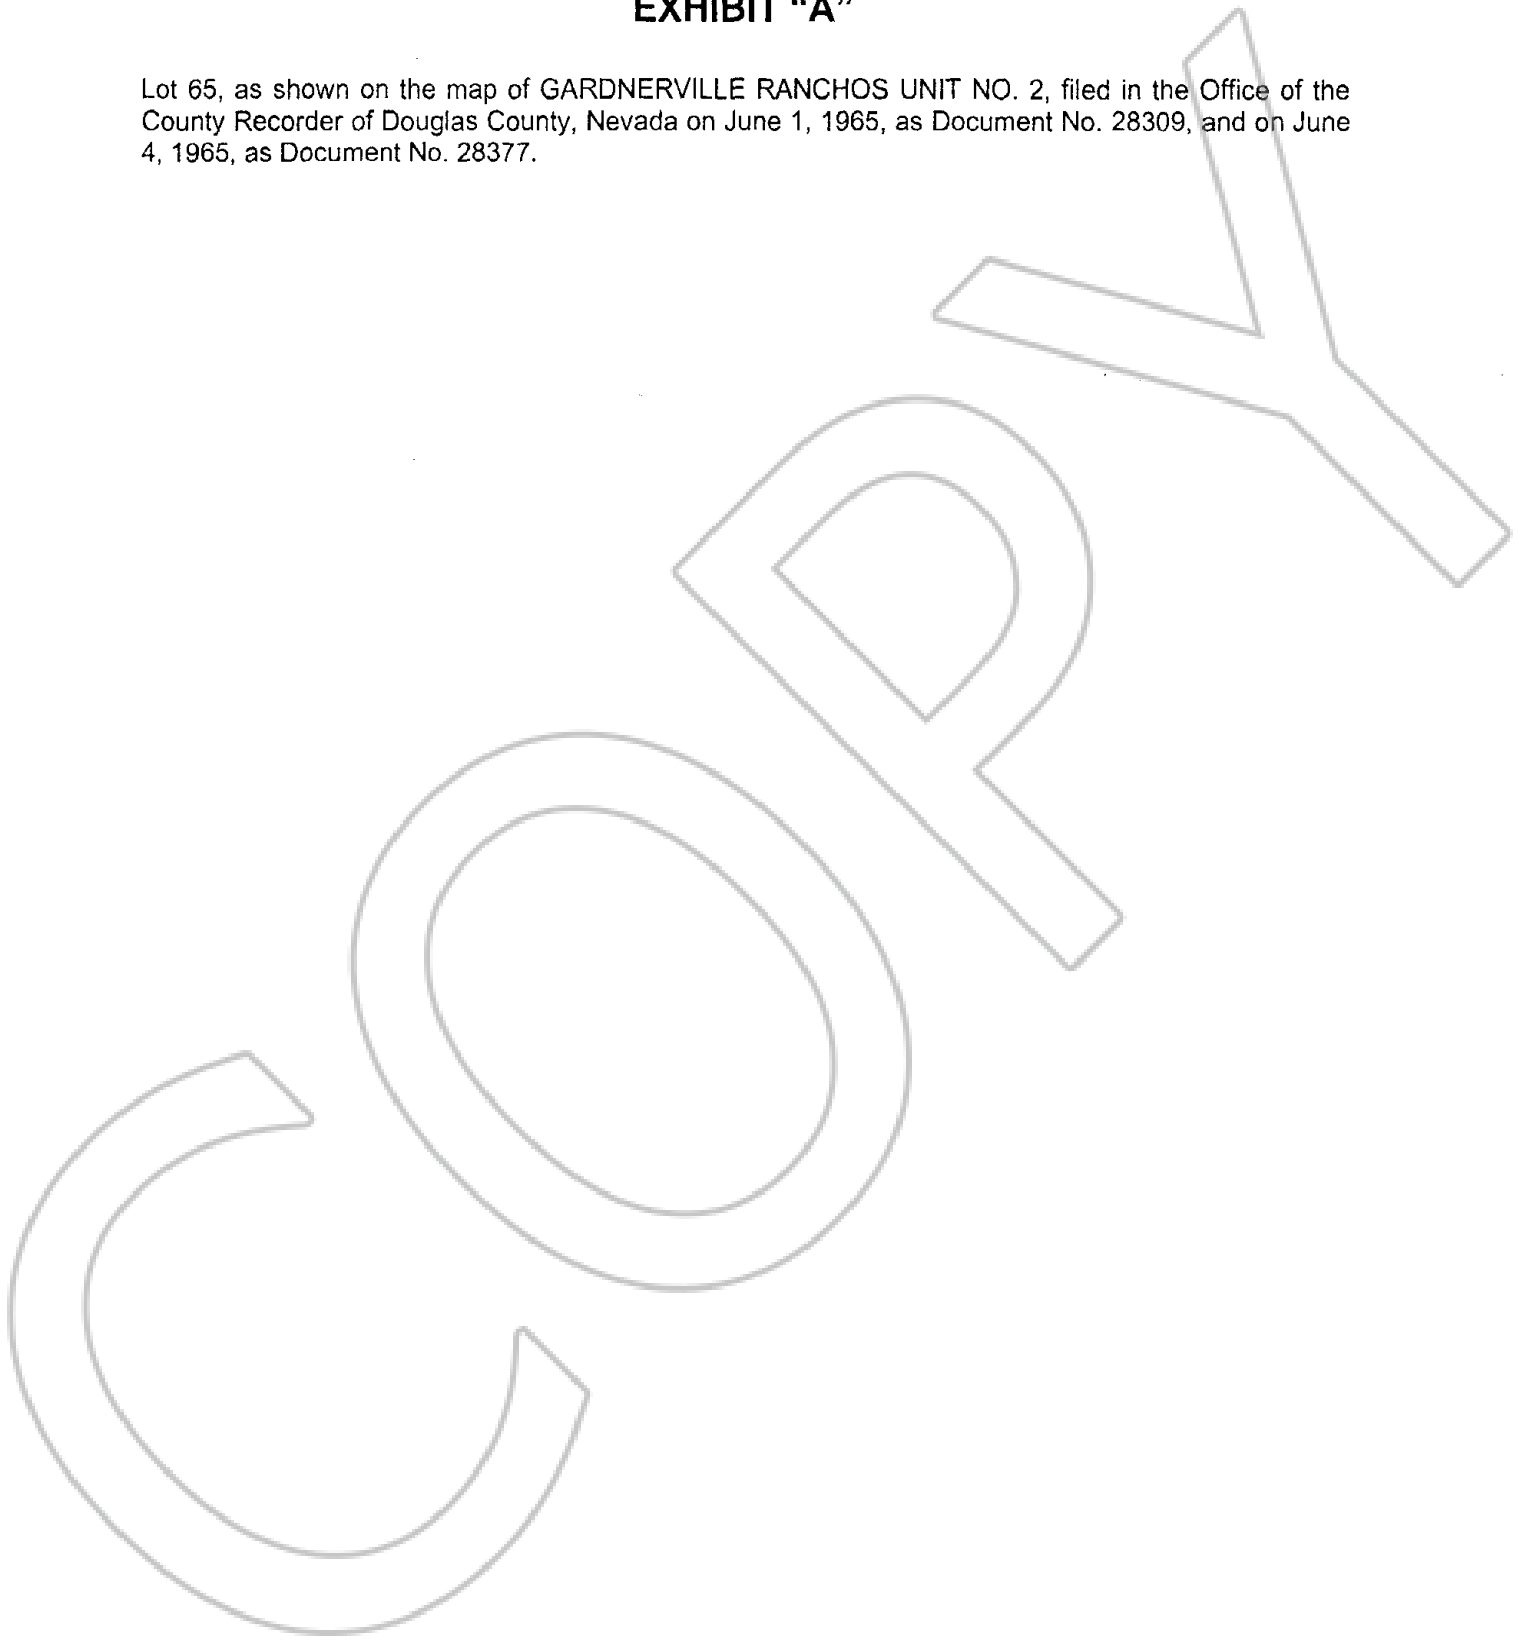 EXHIBIT "A"
Lot 65, as shown on the map of GARDNERVILLE RANCHOS UNIT NO. 2, filed in the Office of the
County Recorder of Douglas County, Nevada on June 1, 1965, as Document No. 28309, and on June
4, 1965, as Document No. 28377.
COPY